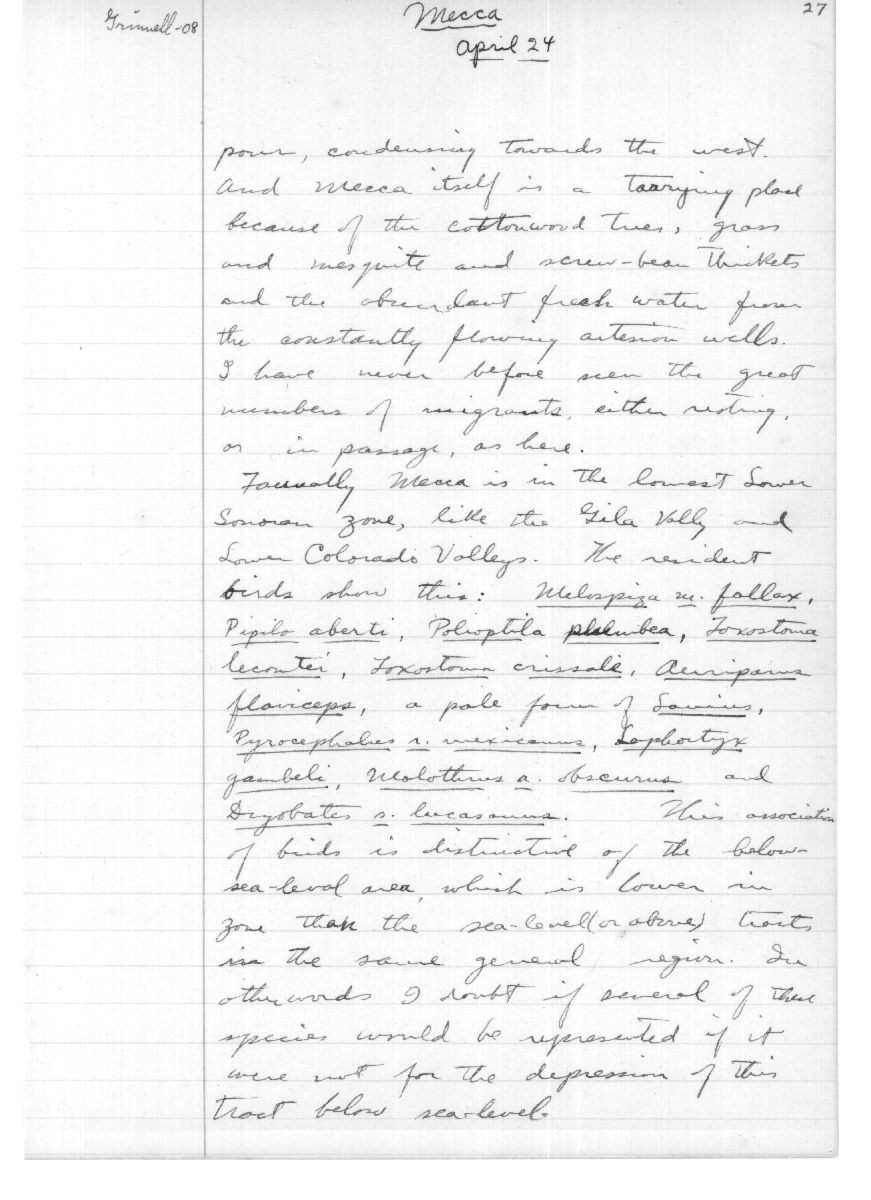 Grinnell-08
Mecca
27
April 24
pour, condensing towards the west.
And Mecca itself is a tarrying place
because of the cottonwood trees, grass
and mesquite and screw-bean thickets
and the abundant fresh water from
the constantly flowing artesian wells.
I have never before seen the great
numbers of migrants, either resting,
or in passage, as here.
Faunally Mecca is in the lowest Lower
Sonoran zone, like the Gila Vally and
Lower Colorado Valleys. The resident
birds show this: Melospiza m. fallax,
Pipilo aberti, Polioptila plumbea, Toxostoma
lecontei, Toxostoma crissale, Auriparus
flaviceps, a pale form of Lanius,
Pyrocephalus r. mexicanus, Lophortyx
gambeli, Molothrus a. obscurus and
Dryobates s. lucasanus. This association
of birds is distinctive of the below-
sea-level area, which is lower in
zone than the sea-level (or above) tracts
in the same general region. In
other words I doubt if several of these
species would be represented if it
were not for the depression of this
tract below sea-level.